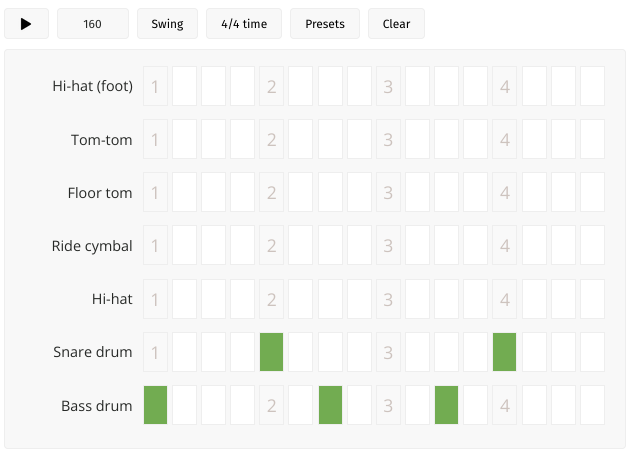 160 Swing 4/4 time Presets Clear
Hi-hat (foot) 1 2 3 4
Tom-tom 1 2 3 4
Floor tom 1 2 3 4
Ride cymbal 1 2 3 4
Hi-hat 1 2 3 4
Snare drum 1 3
Bass drum 2 3 4